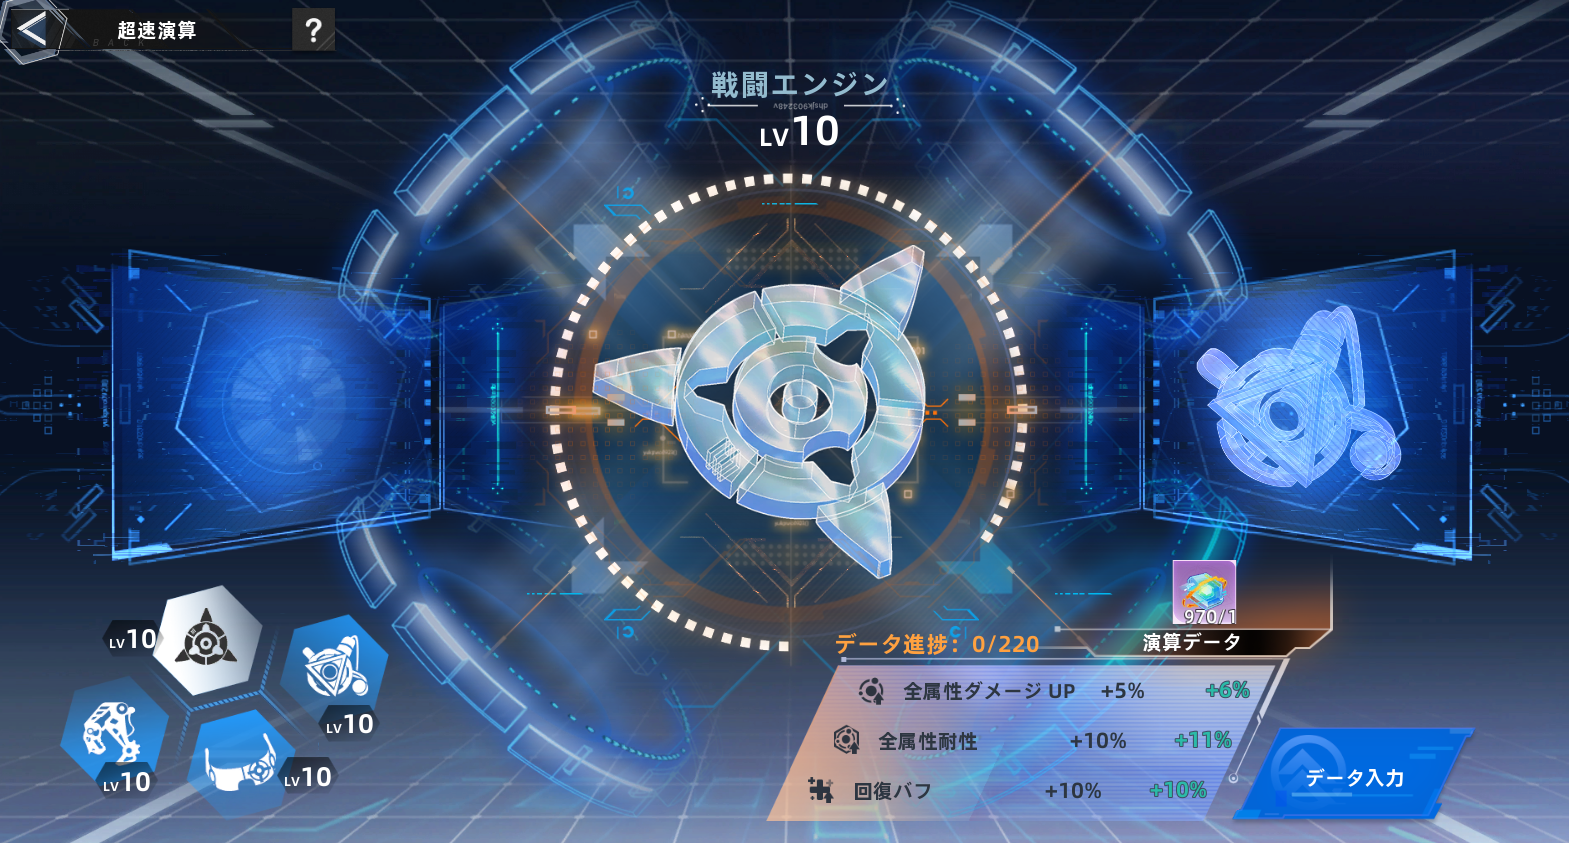 超速演算
?
BACK
戦闘エンジン
LV10
LV10
LV10
LV10
LV10
970/1
演算データ
データ進捗: 0/220
全属性ダメージ UP +5% +6%
全属性耐性 +10% +11%
回復バフ +10% +10%
データ入力